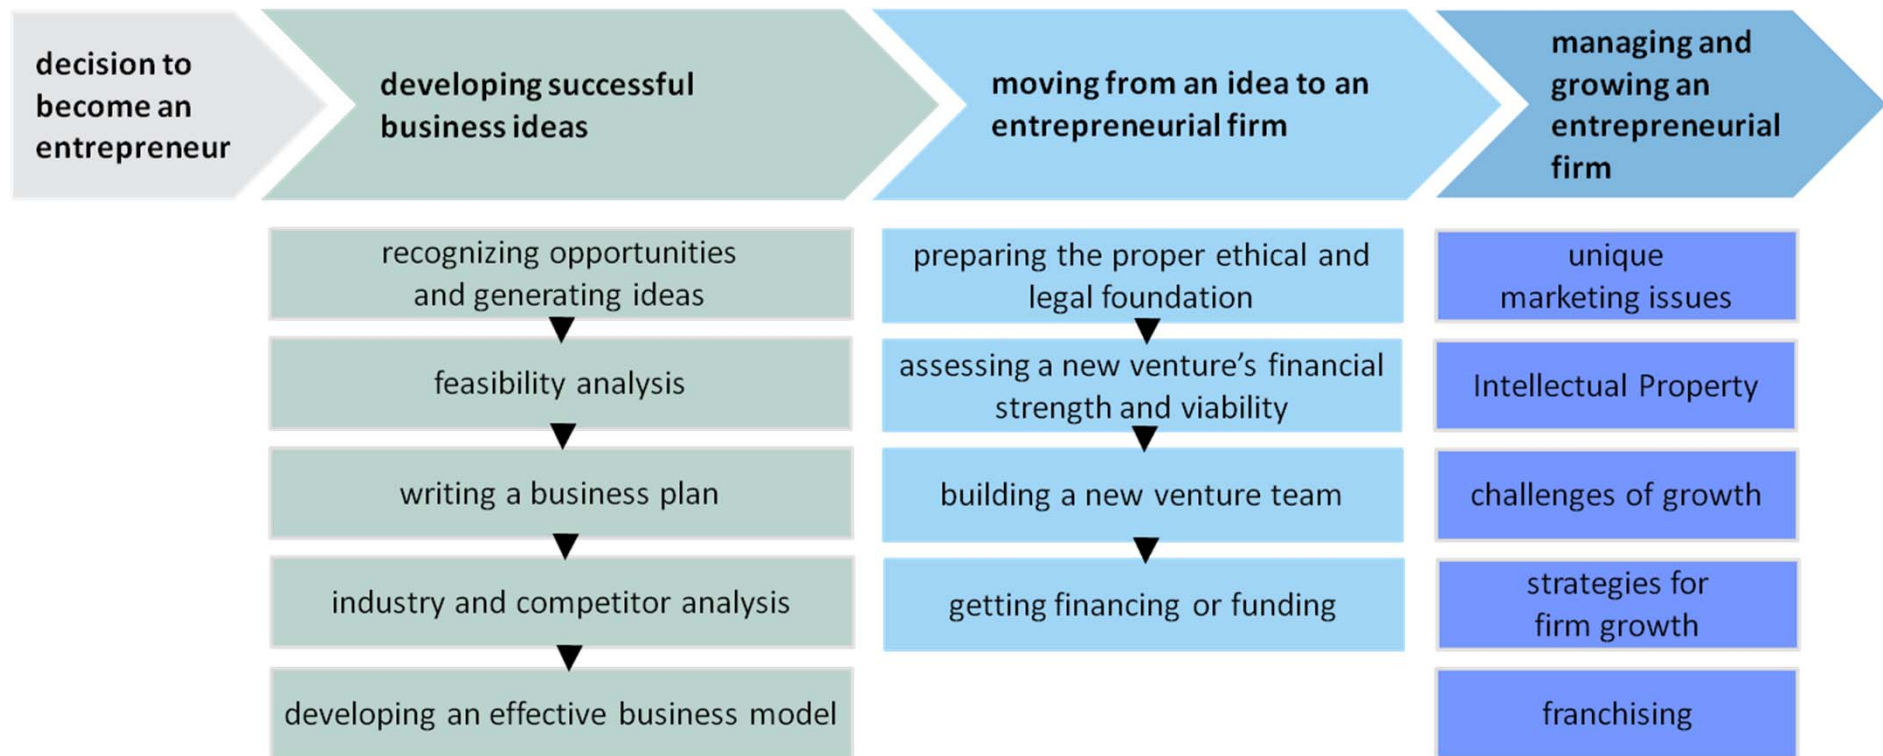 decision to
become an
entrepreneur
developing successful
business ideas
moving from an idea to an
entrepreneurial firm
managing and
growing an
entrepreneurial
firm
recognizing opportunities
and generating ideas
feasibility analysis
writing a business plan
industry and competitor analysis
developing an effective business model
preparing the proper ethical and
legal foundation
assessing a new venture’s financial
strength and viability
building a new venture team
getting financing or funding
unique
marketing issues
Intellectual Property
challenges of growth
strategies for
firm growth
franchising